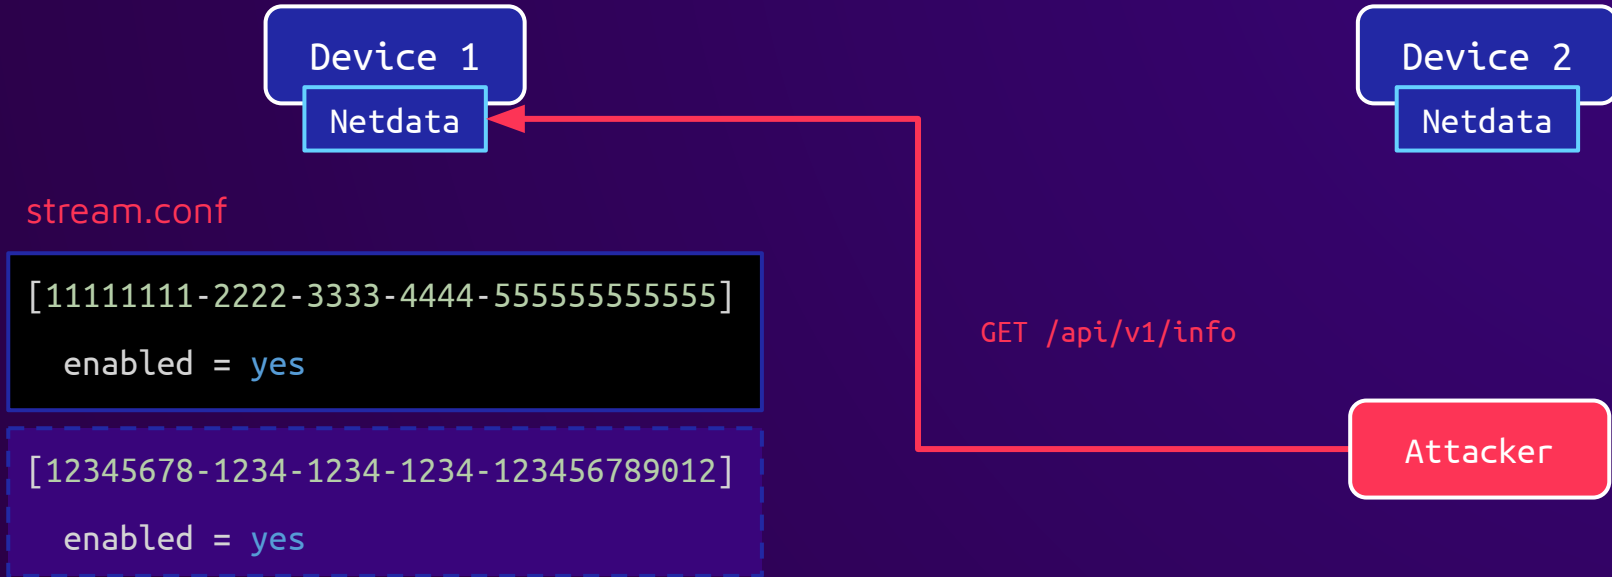 Device 1
Netdata
Device 2
Netdata
stream.conf
[11111111-2222-3333-4444-555555555555]
enabled = yes
[12345678-1234-1234-1234-123456789012]
enabled = yes
GET /api/v1/info
Attacker